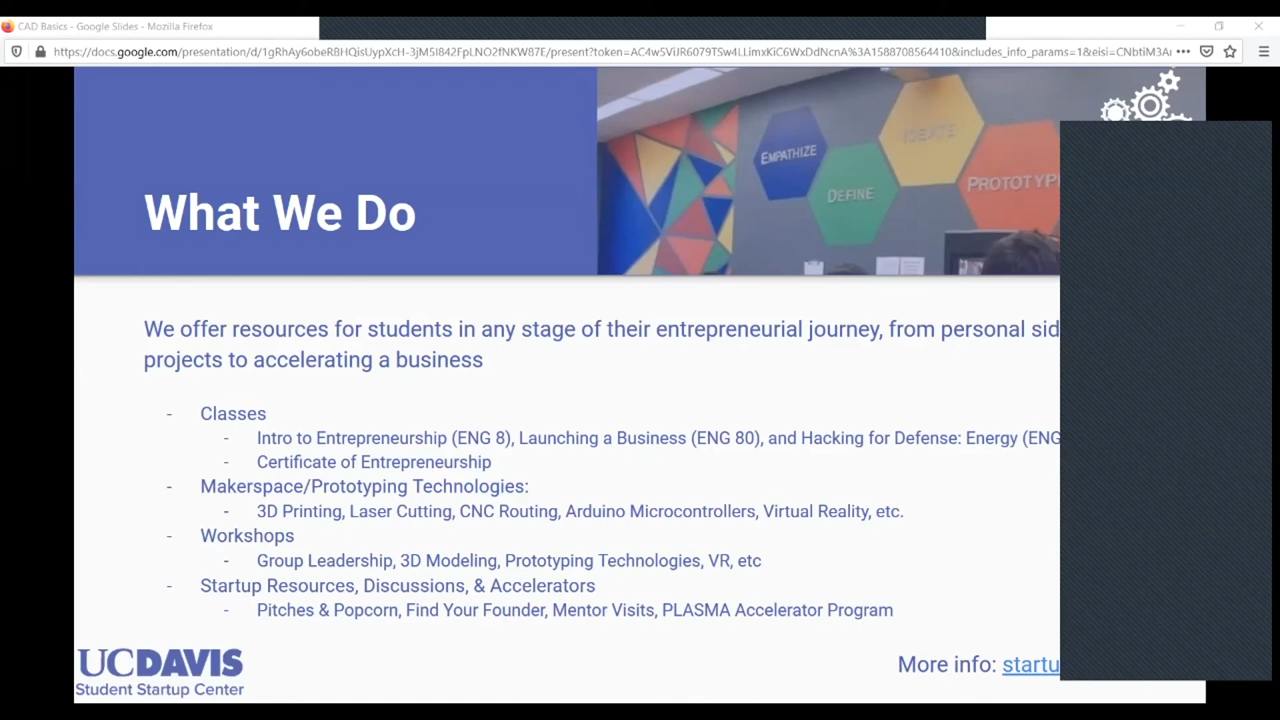 CAD Basics - Google Slides - Mozilla Firefox
https://docs.google.com/presentation/d/1gRhAy6obeR8HQisUypXcH-3jM5I842FpLNO2fNKW87E/present?token=AC4w5ViJR6079TSw4LLimxKiC6WxDdNcnA%3A1588708564410&includes_info_params=1&eisi=CNbtiM3A
EMPATHIZE
DEFINE
IDEATE
PROTOTYP
What We Do
We offer resources for students in any stage of their entrepreneurial journey, from personal sid
projects to accelerating a business
- Classes
- Intro to Entrepreneurship (ENG 8), Launching a Business (ENG 80), and Hacking for Defense: Energy (ENG
- Certificate of Entrepreneurship
- Makerspace/Prototyping Technologies:
- 3D Printing, Laser Cutting, CNC Routing, Arduino Microcontrollers, Virtual Reality, etc.
- Workshops
- Group Leadership, 3D Modeling, Prototyping Technologies, VR, etc
- Startup Resources, Discussions, & Accelerators
- Pitches & Popcorn, Find Your Founder, Mentor Visits, PLASMA Accelerator Program
UCDAVIS
Student Startup Center
More info: startu